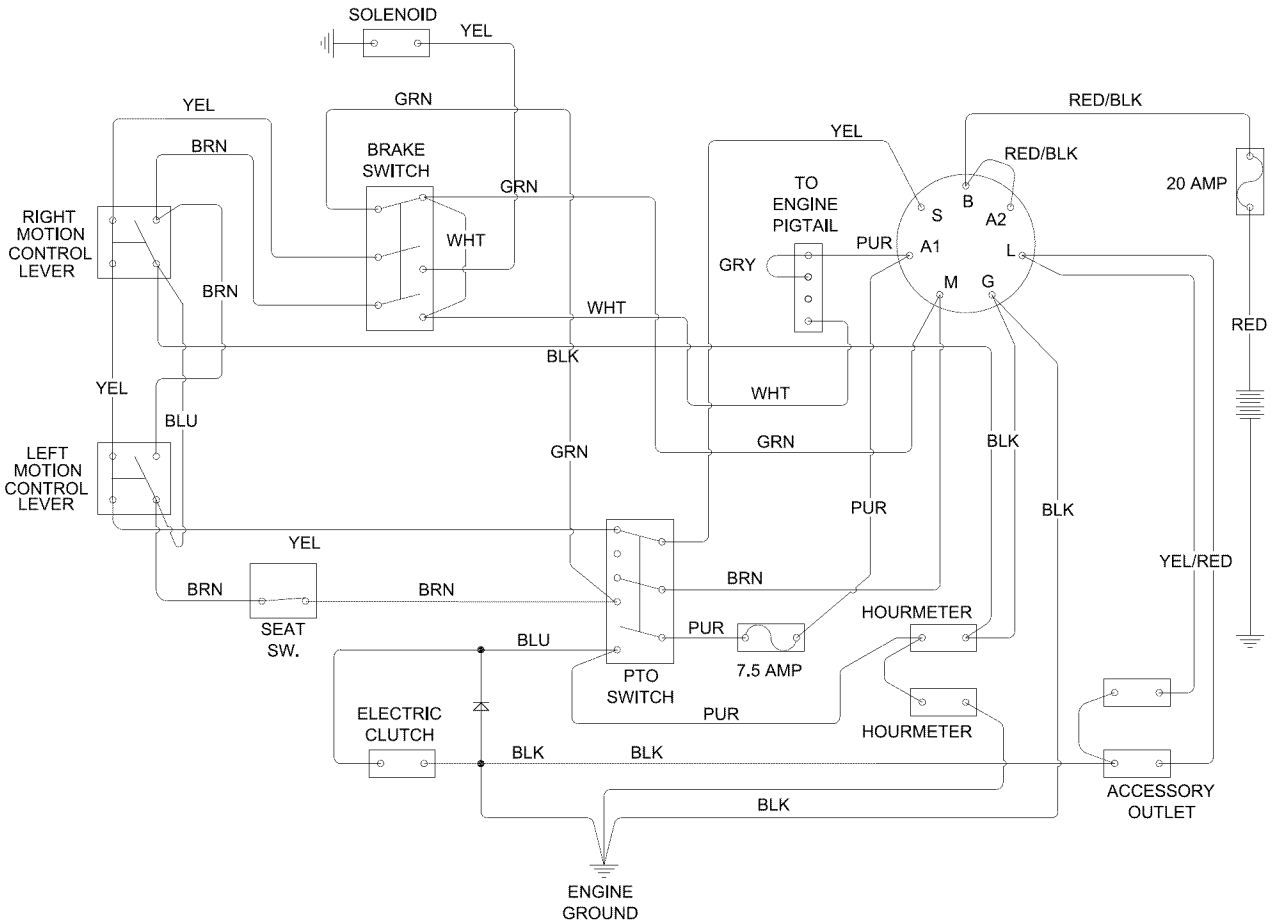 SOLENOID
YEL
GRN
RED/BLK
YEL
YEL
BRN
BRAKE
SWITCH
RED/BLK
GRN
TO
ENGINE
PIGTAIL
20 AMP
B
A2
S
RIGHT
MOTION
CONTROL
LEVER
WHT
PUR
A1
L
GRY
M
G
BRN
WHT
RED
BLK
YEL
WHT
BLU
GRN
BLK
LEFT
MOTION
CONTROL
LEVER
GRN
PUR
BLK
YEL
YEL/RED
BRN
BRN
BRN
SEAT
SW.
HOURMETER
PUR
BLU
7.5 AMP
PTO
SWITCH
ELECTRIC
CLUTCH
PUR
HOURMETER
BLK
BLK
ACCESSORY
OUTLET
BLK
ENGINE
GROUND